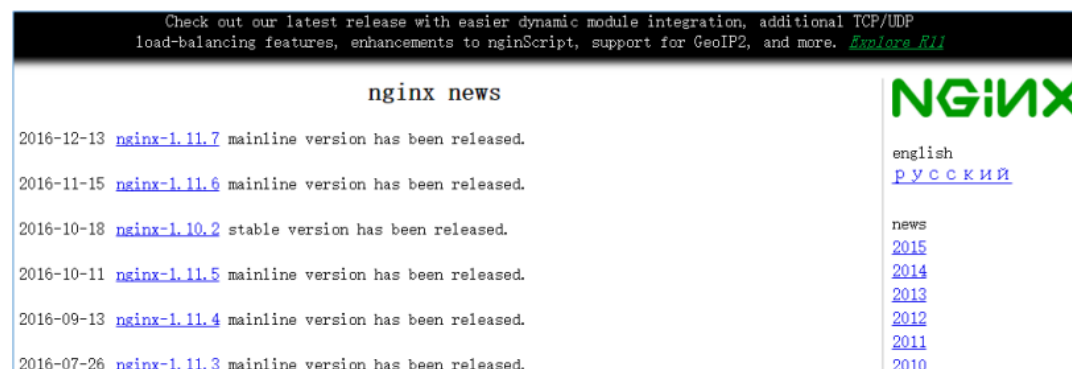 Check out our latest release with easier dynamic module integration, additional TCP/UDP
load-balancing features, enhancements to nginScript, support for GeoIP2, and more. Explore R11
nginx news
2016-12-13 nginx-1.11.7 mainline version has been released.
2016-11-15 nginx-1.11.6 mainline version has been released.
2016-10-18 nginx-1.10.2 stable version has been released.
2016-10-11 nginx-1.11.5 mainline version has been released.
2016-09-13 nginx-1.11.4 mainline version has been released.
2016-07-26 nginx-1.11.3 mainline version has been released.
NGiNX
english
русский
news
2015
2014
2013
2012
2011
2010